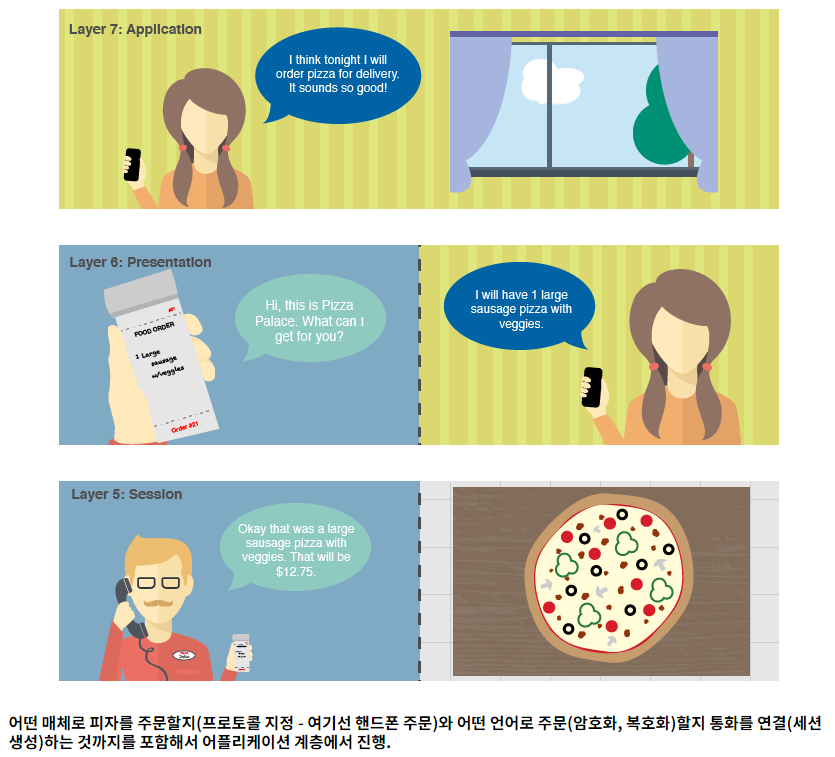 Layer 7: Application
I think tonight I will
order pizza for delivery.
It sounds so good!
Layer 6: Presentation
#21
FOOD ORDER
1 Large
sausage
w/veggies
Order #21
Hi, this is Pizza
Palace. What can I
get for you?
I will have 1 large
sausage pizza with
veggies.
Layer 5: Session
Okay that was a large
sausage pizza with
veggies. That will be
$12.75.
어떤 매체로 피자를 주문할지(프로토콜 지정 - 여기선 핸드폰 주문)와 어떤 언어로 주문(암호화, 복호화)할지 통화를 연결(세션
생성)하는 것까지를 포함해서 어플리케이션 계층에서 진행.